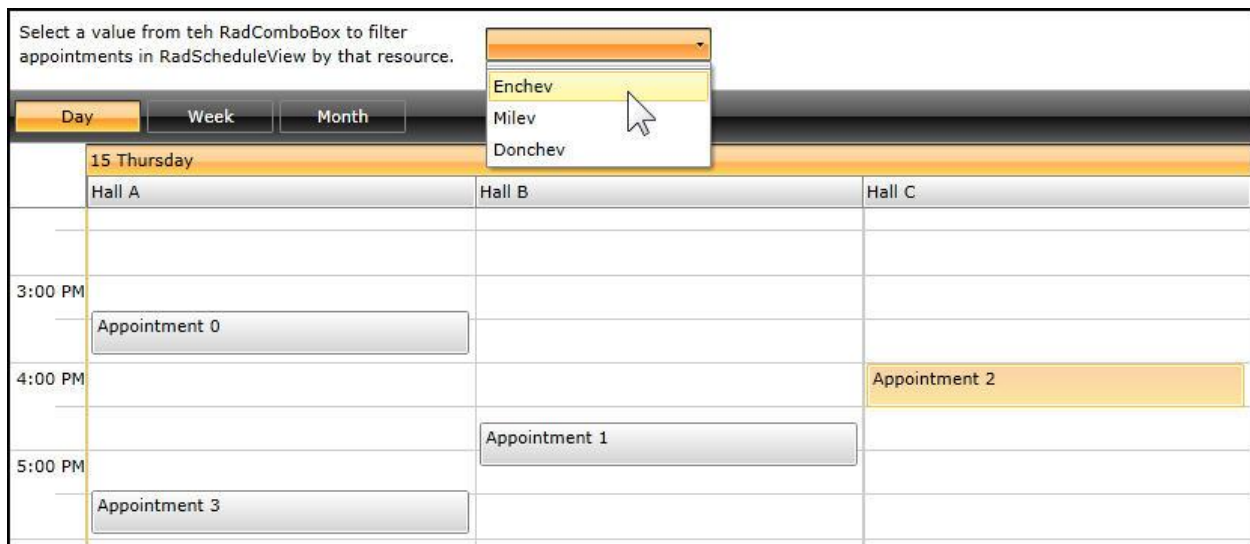 Select a value from teh RadComboBox to filter
appointments in RadScheduleView by that resource.
Enchev
Milev
Donchev
Day Week Month
15 Thursday
Hall A Hall B Hall C
3:00 PM
Appointment 0
4:00 PM
Appointment 2
Appointment 1
5:00 PM
Appointment 3